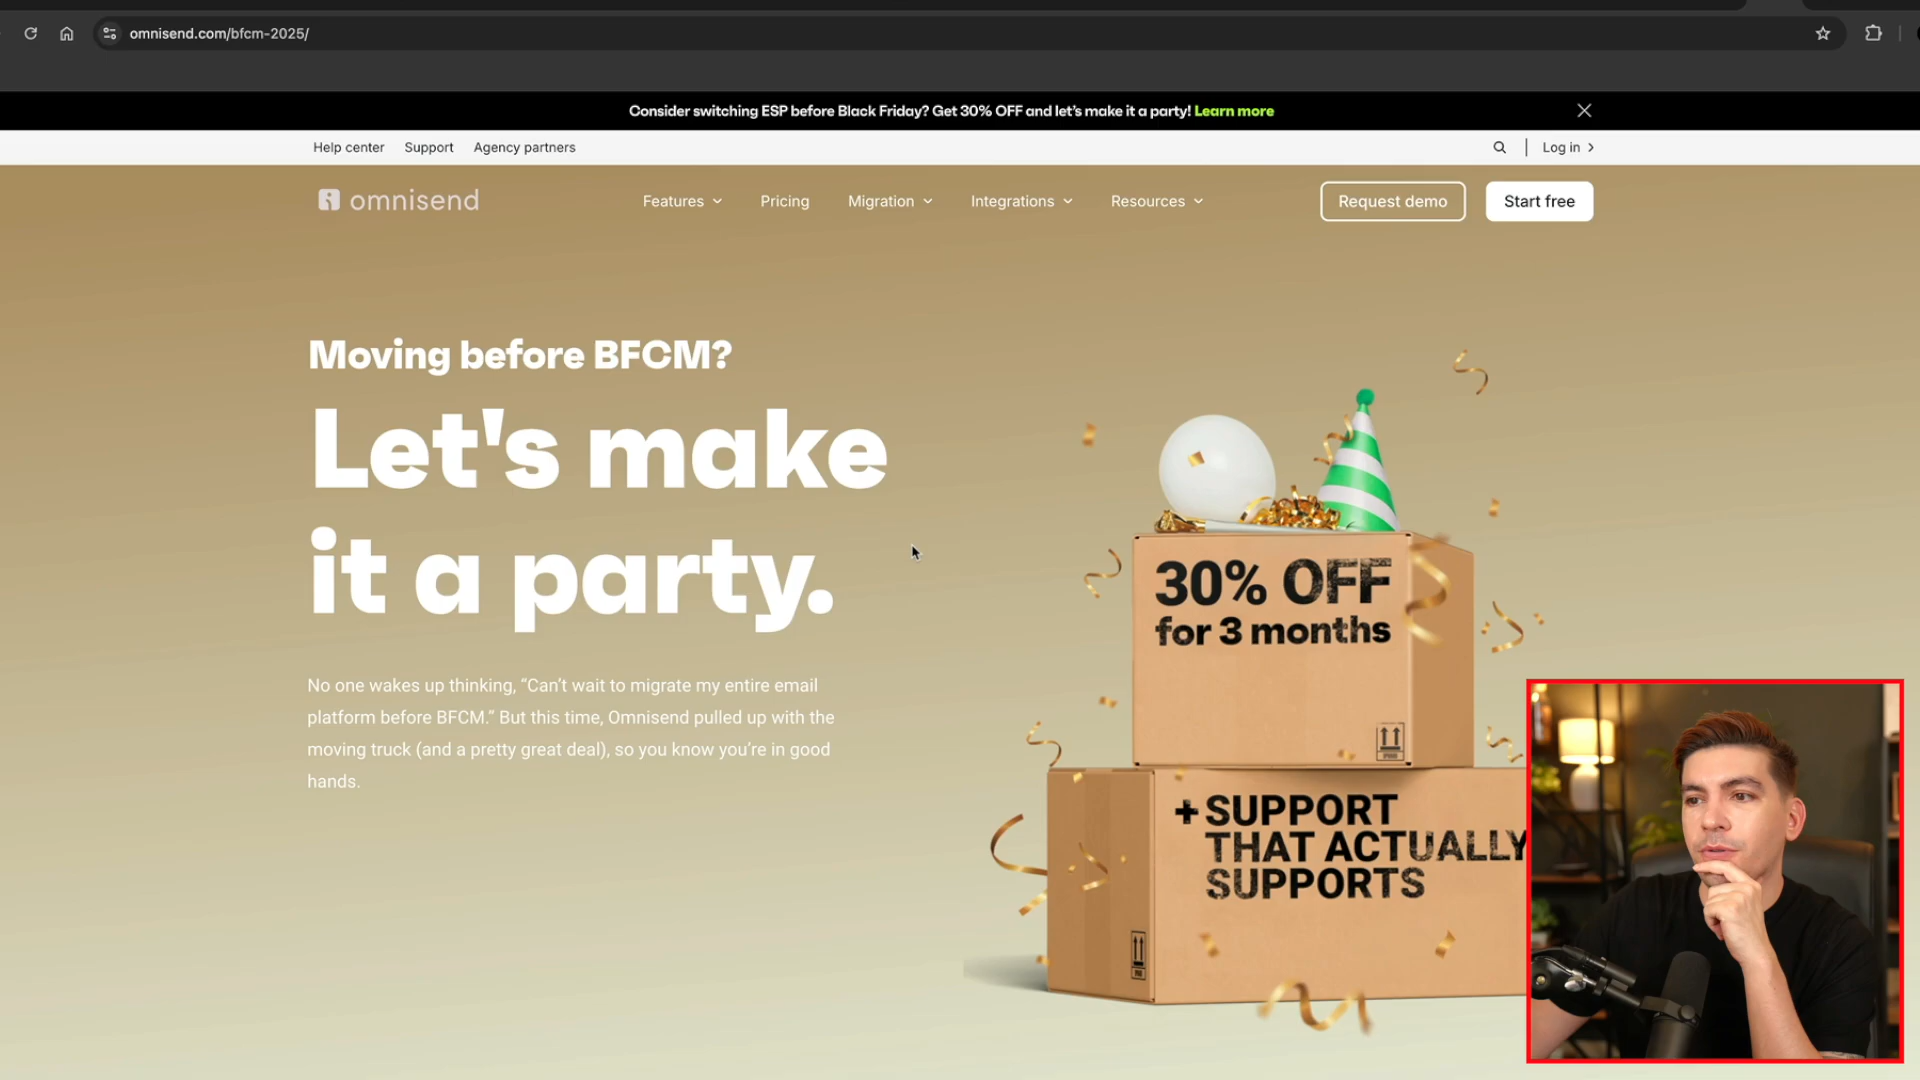 omnisend.com/bfcm-2025/
Consider switching ESP before Black Friday? Get 30% OFF and let's make it a party! Learn more
Help center Support Agency partners
Log in
omnisend
Features Pricing Migration Integrations Resources
Request demo Start free
Moving before BFCM?
Let's make
it a party.
No one wakes up thinking, “Can’t wait to migrate my entire email
platform before BFCM.” But this time, Omnisend pulled up with the
moving truck (and a pretty great deal), so you know you’re in good
hands.
30% OFF
for 3 months
+ SUPPORT
THAT ACTUALLY
SUPPORTS